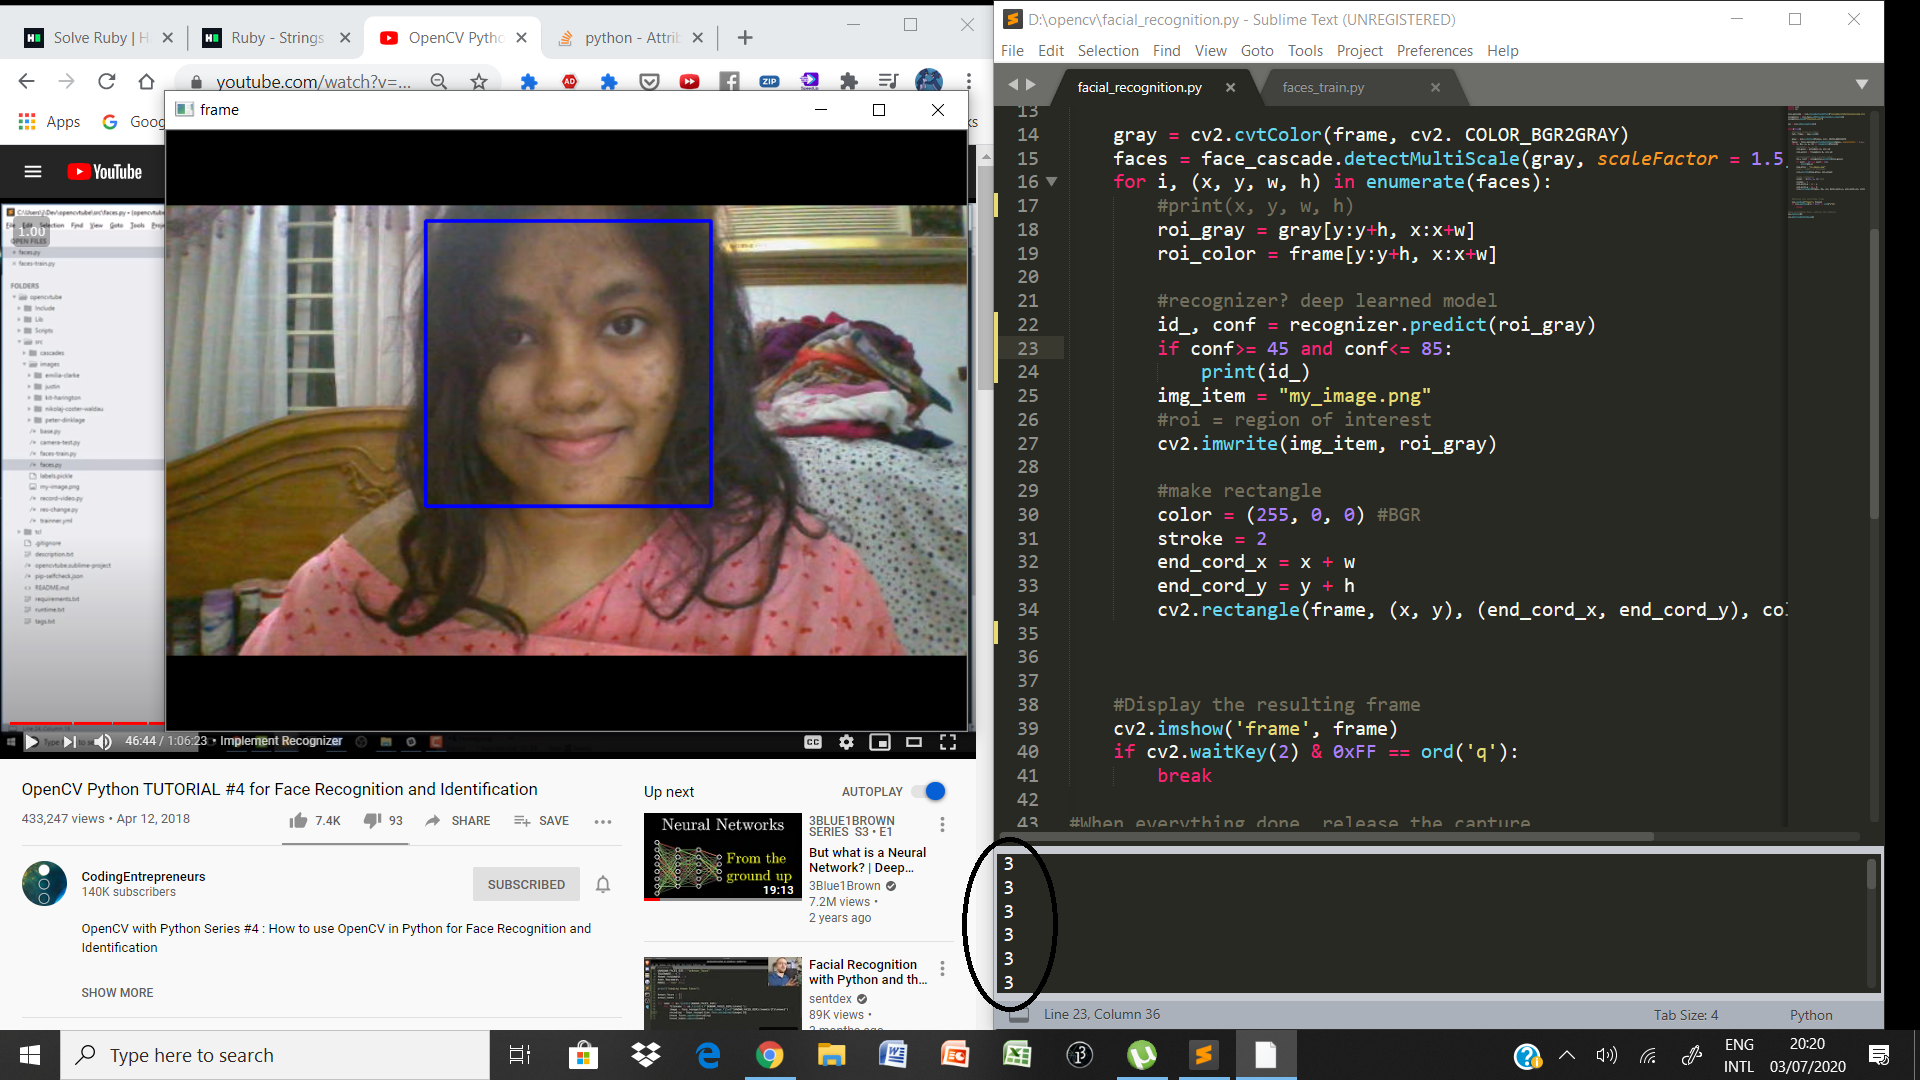 Solve Ruby | H
Ruby - Strings
OpenCV Pytho
python - Attrib
youtube.com/watch?v=...
Apps
Goog
ks
frame
YouTube
1.00
FOLDERS
46:44 / 1:06:23 • Implement Recognizer
OpenCV Python TUTORIAL #4 for Face Recognition and Identification
433,247 views • Apr 12, 2018
7.4K
93
SHARE
SAVE
CodingEntrepreneurs
140K subscribers
SUBSCRIBED
OpenCV with Python Series #4 : How to use OpenCV in Python for Face Recognition and
Identification
SHOW MORE
Up next
AUTOPLAY
Neural Networks
From the
ground up
19:13
3BLUE1BROWN
SERIES S3 • E1
But what is a Neural
Network? | Deep...
3Blue1Brown
7.2M views •
2 years ago
Facial Recognition
with Python and th...
sentdex
89K views •
D:\opencv\facial_recognition.py - Sublime Text (UNREGISTERED)
File Edit Selection Find View Goto Tools Project Preferences Help
facial_recognition.py
faces_train.py
13
14 gray = cv2.cvtColor(frame, cv2. COLOR_BGR2GRAY)
15 faces = face_cascade.detectMultiScale(gray, scaleFactor = 1.5,
16 for i, (x, y, w, h) in enumerate(faces):
17 #print(x, y, w, h)
18 roi_gray = gray[y:y+h, x:x+w]
19 roi_color = frame[y:y+h, x:x+w]
20
21 #recognizer? deep learned model
22 id_, conf = recognizer.predict(roi_gray)
23 if conf>= 45 and conf<= 85:
24 print(id_)
25 img_item = "my_image.png"
26 #roi = region of interest
27 cv2.imwrite(img_item, roi_gray)
28
29 #make rectangle
30 color = (255, 0, 0) #BGR
31 stroke = 2
32 end_cord_x = x + w
33 end_cord_y = y + h
34 cv2.rectangle(frame, (x, y), (end_cord_x, end_cord_y), col
35
36
37
38 #Display the resulting frame
39 cv2.imshow('frame', frame)
40 if cv2.waitKey(2) & 0xFF == ord('q'):
41 break
42
43 #When everything done, release the capture
3
3
3
3
3
3
Line 23, Column 36
Tab Size: 4
Python
Type here to search
ENG
INTL
20:20
03/07/2020